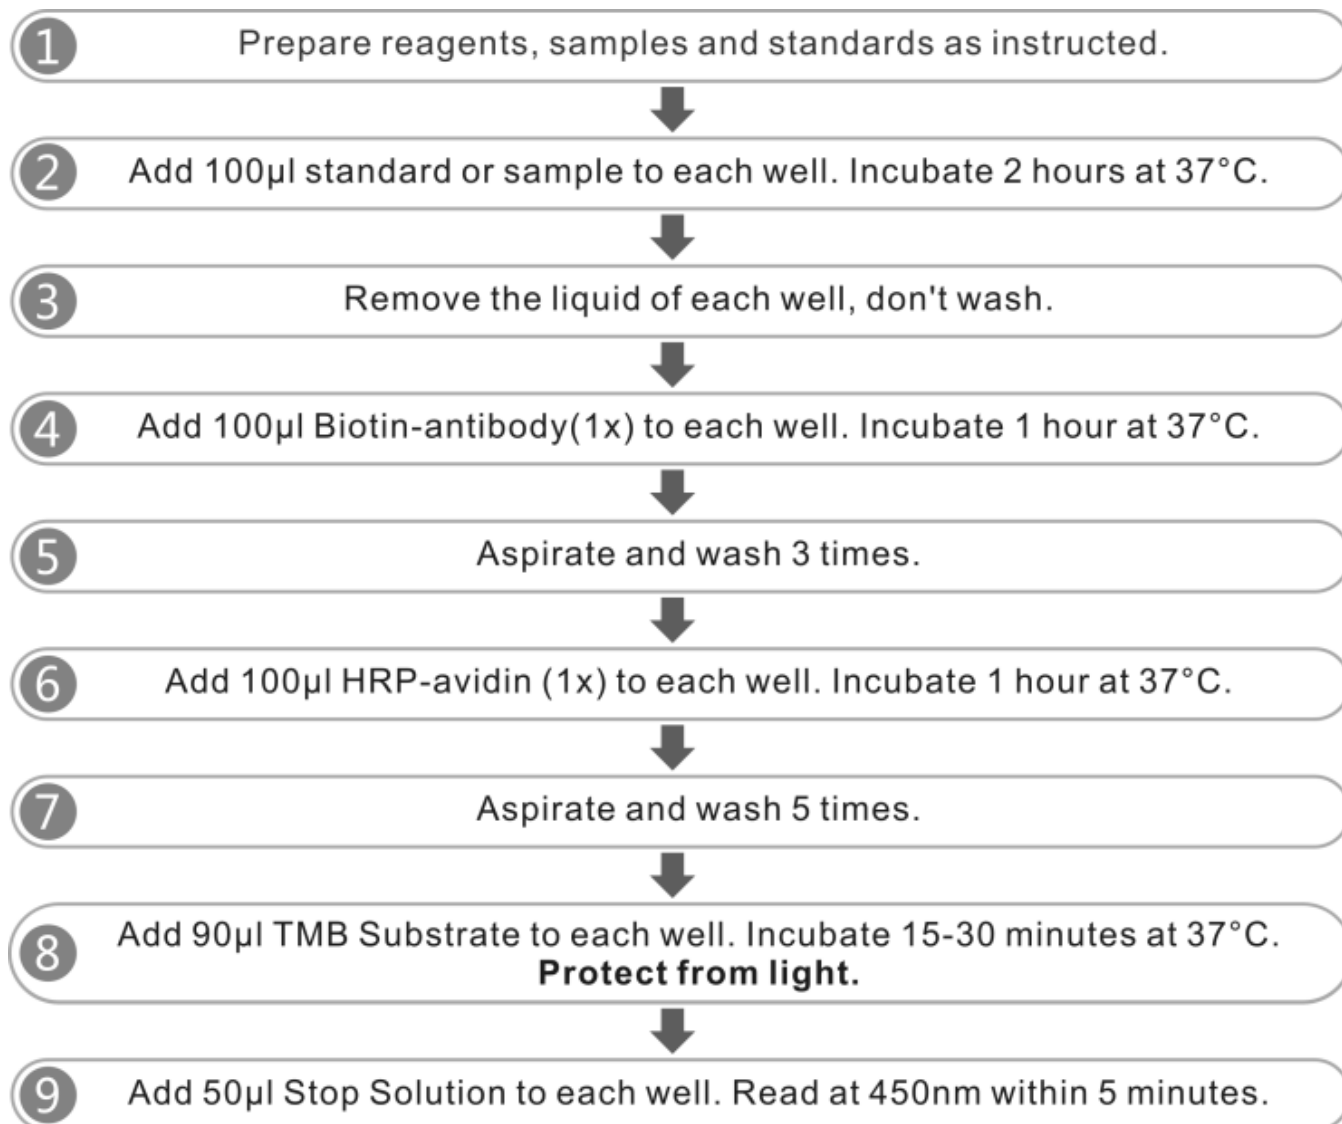 1 Prepare reagents, samples and standards as instructed.
2 Add 100µl standard or sample to each well. Incubate 2 hours at 37°C.
3 Remove the liquid of each well, don't wash.
4 Add 100µl Biotin-antibody(1x) to each well. Incubate 1 hour at 37°C.
5 Aspirate and wash 3 times.
6 Add 100µl HRP-avidin (1x) to each well. Incubate 1 hour at 37°C.
7 Aspirate and wash 5 times.
8 Add 90µl TMB Substrate to each well. Incubate 15-30 minutes at 37°C.
Protect from light.
9 Add 50µl Stop Solution to each well. Read at 450nm within 5 minutes.